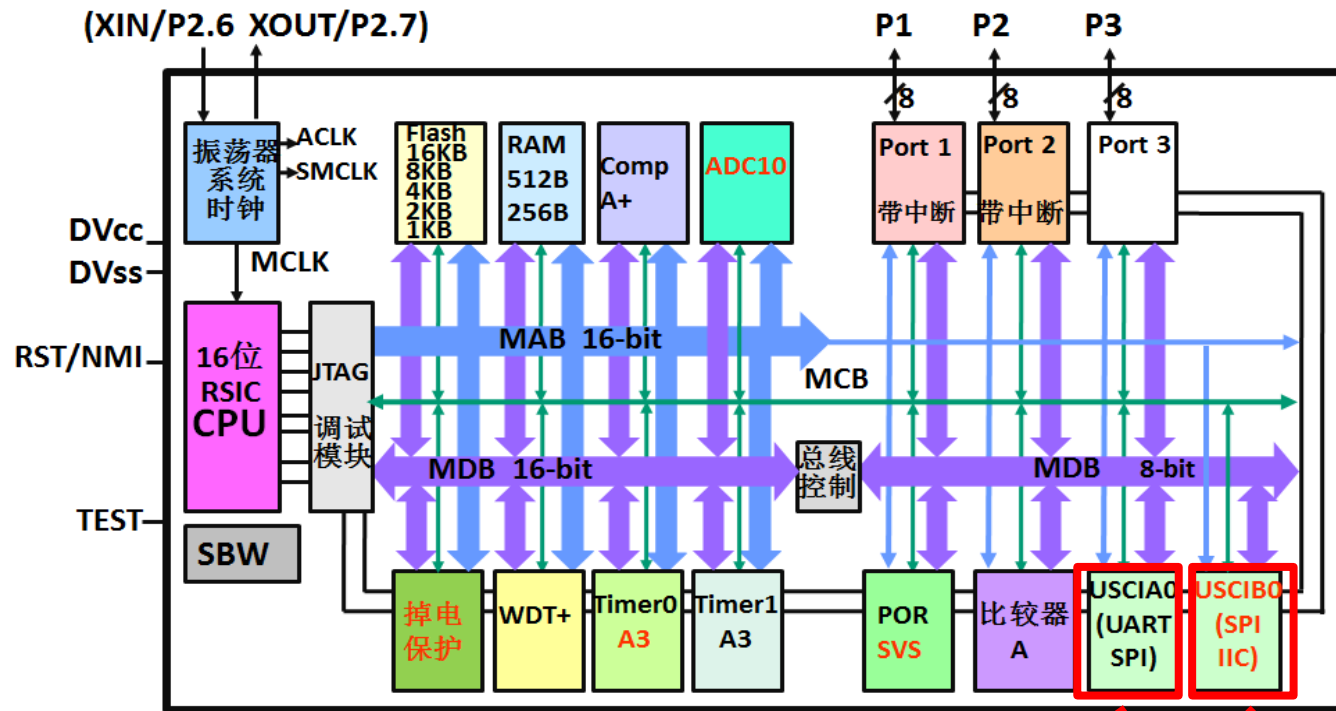 (XIN/P2.6 XOUT/P2.7)
P1
P2
P3
8
8
8
振荡器
系统
时钟
ACLK
SMCLK
Flash
16KB
8KB
4KB
2KB
1KB
RAM
512B
256B
Comp
A+
ADC10
Port 1
带中断
Port 2
带中断
Port 3
DVcc
DVss
MCLK
RST/NMI
16位
RSIC
CPU
JTAG
调试
模块
MAB 16-bit
MCB
MDB 16-bit
总线
控制
MDB 8-bit
TEST
SBW
掉电
保护
WDT+
Timer0
A3
Timer1
A3
POR
SVS
比较器
A
USCIA0
(UART
SPI)
USCIB0
(SPI
IIC)